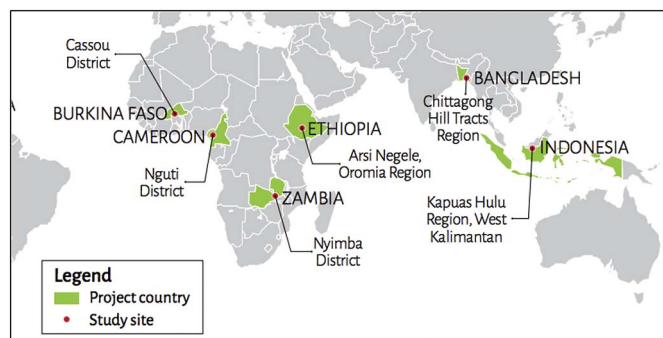 Cassou
District
BURKINA FASO
CAMEROON
Nguti
District
ETHIOPIA
Arsi Negele,
Oromia Region
ZAMBIA
Nyimba
District
BANGLADESH
Chittagong
Hill Tracts
Region
INDONESIA
Kapuas Hulu
Region, West
Kalimantan
Legend
Project country
Study site